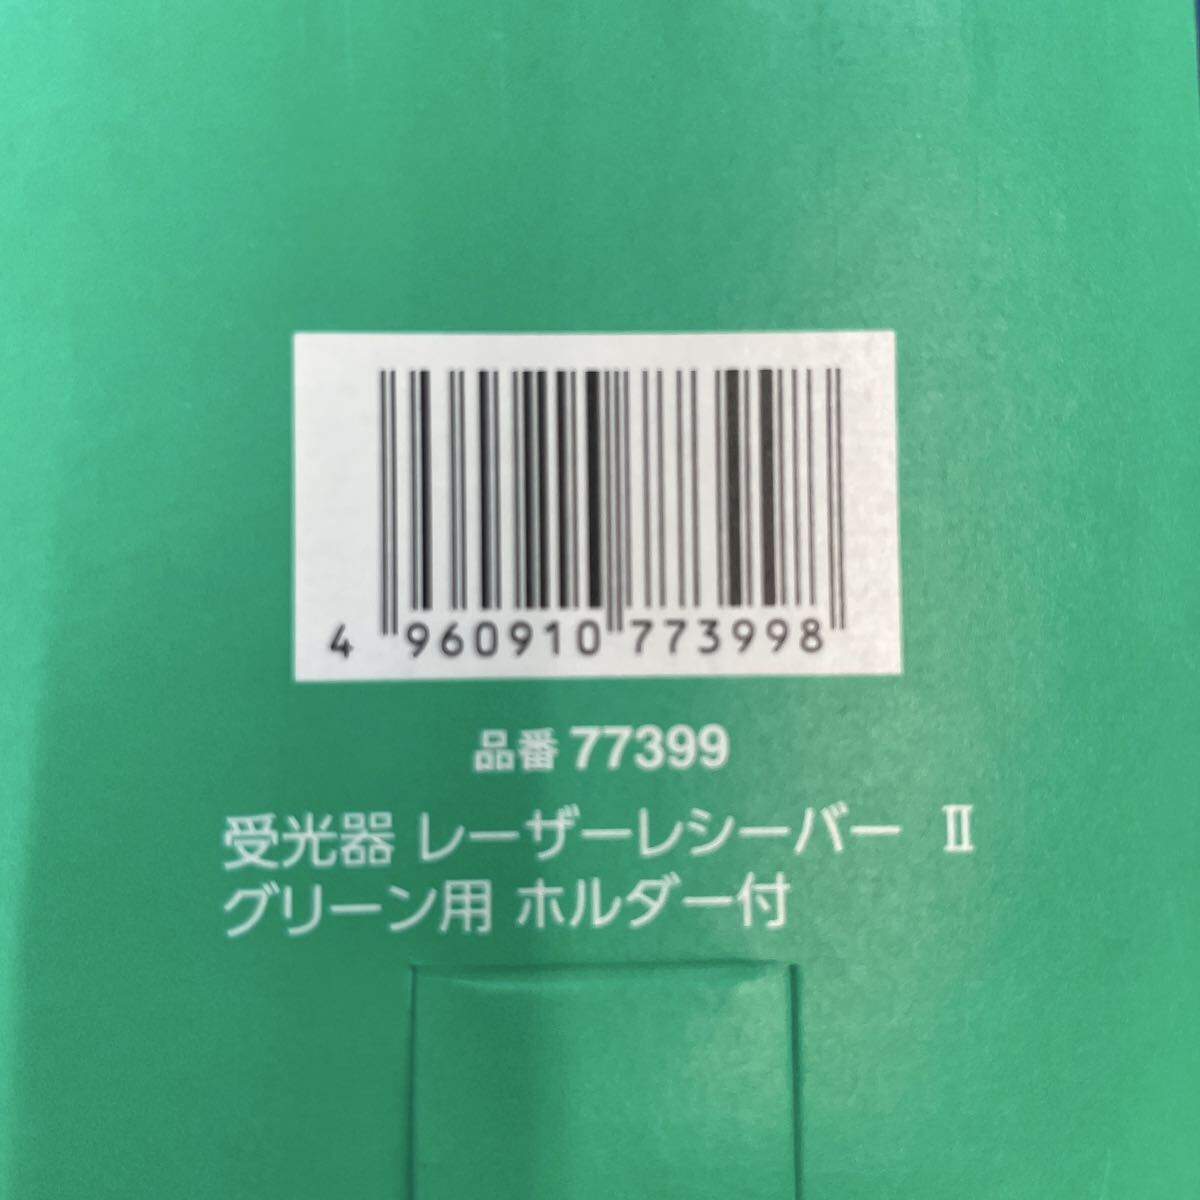 4 960910 773998
品番 77399
受光器 レーザーレシーバー Ⅱ
グリーン用 ホルダー付